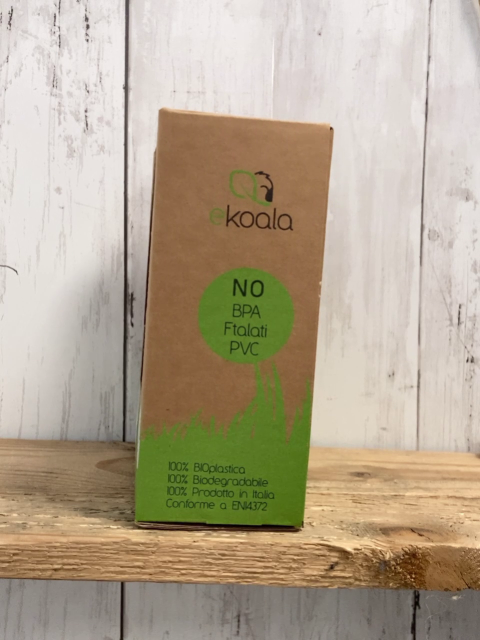 ekoala
NO
BPA
Ftalati
PVC
100% BIOplastica
100% Biodegradabile
100% Prodotto in Italia
Conforme a EN14372